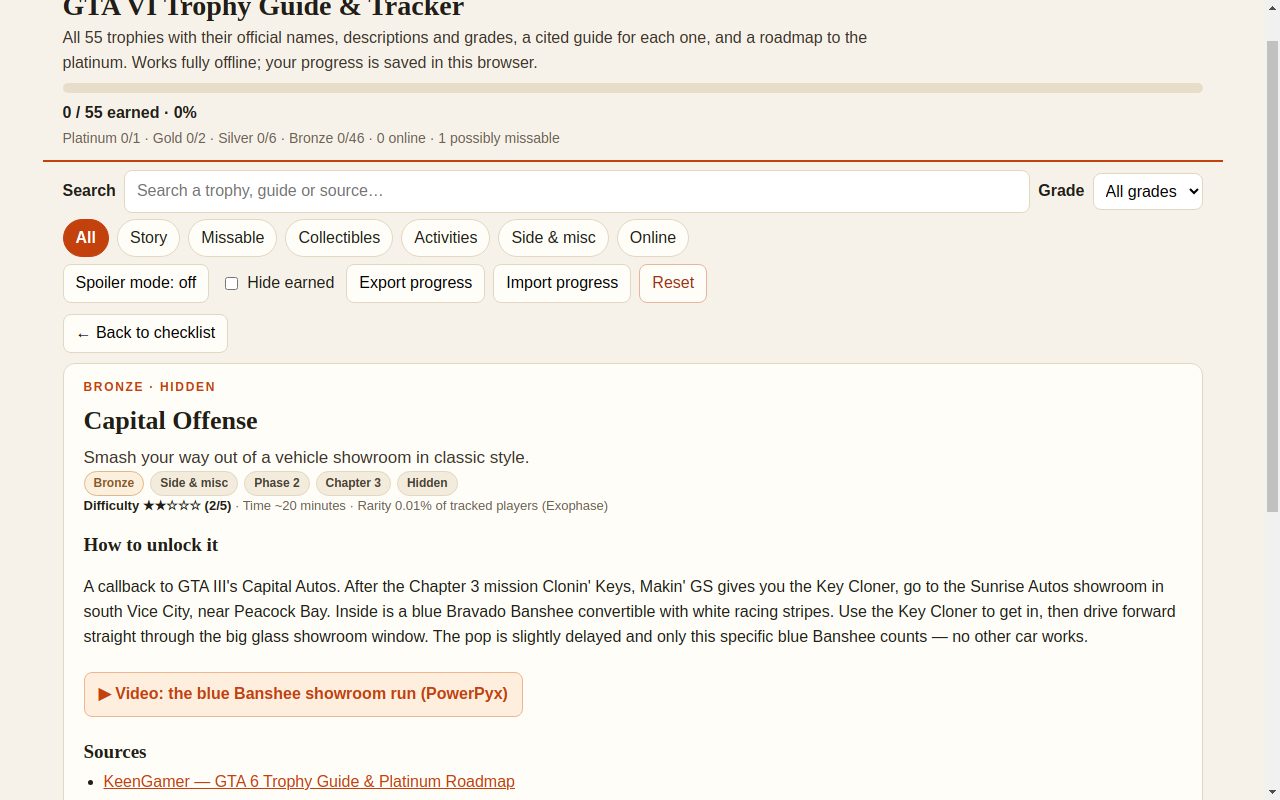 GTA VI Trophy Guide & Tracker
All 55 trophies with their official names, descriptions and grades, a cited guide for each one, and a roadmap to the
platinum. Works fully offline; your progress is saved in this browser.
0 / 55 earned · 0%
Platinum 0/1 · Gold 0/2 · Silver 0/6 · Bronze 0/46 · 0 online · 1 possibly missable
Search Search a trophy, guide or source… Grade All grades
All Story Missable Collectibles Activities Side & misc Online
Spoiler mode: off Hide earned Export progress Import progress Reset
← Back to checklist
BRONZE · HIDDEN
Capital Offense
Smash your way out of a vehicle showroom in classic style.
Bronze Side & misc Phase 2 Chapter 3 Hidden
Difficulty ★★☆☆☆ (2/5) · Time ~20 minutes · Rarity 0.01% of tracked players (Exophase)
How to unlock it
A callback to GTA III's Capital Autos. After the Chapter 3 mission Clonin' Keys, Makin' GS gives you the Key Cloner, go to the Sunrise Autos showroom in
south Vice City, near Peacock Bay. Inside is a blue Bravado Banshee convertible with white racing stripes. Use the Key Cloner to get in, then drive forward
straight through the big glass showroom window. The pop is slightly delayed and only this specific blue Banshee counts — no other car works.
▶ Video: the blue Banshee showroom run (PowerPyx)
Sources
• KeenGamer — GTA 6 Trophy Guide & Platinum Roadmap